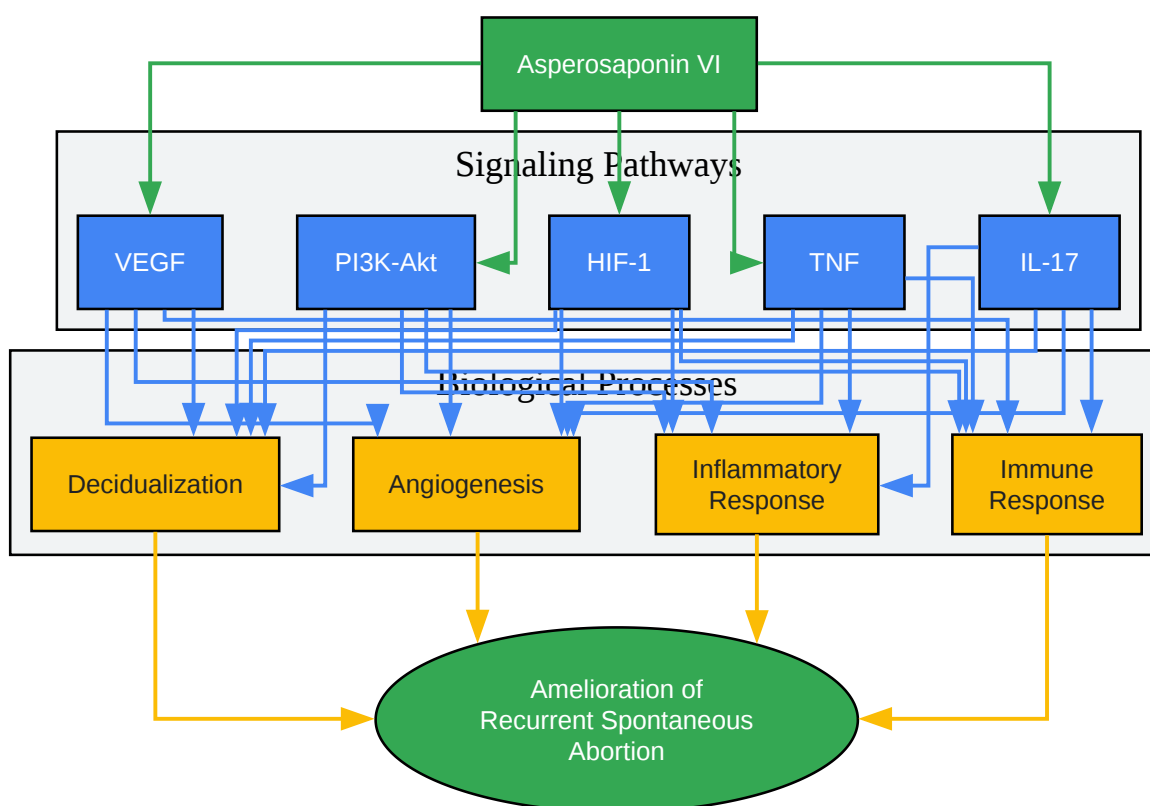 Asperosaponin VI
Signaling Pathways
VEGF
PI3K-Akt
HIF-1
TNF
IL-17
Biological Processes
Decidualization
Angiogenesis
Inflammatory
Response
Immune
Response
Amelioration of
Recurrent Spontaneous
Abortion